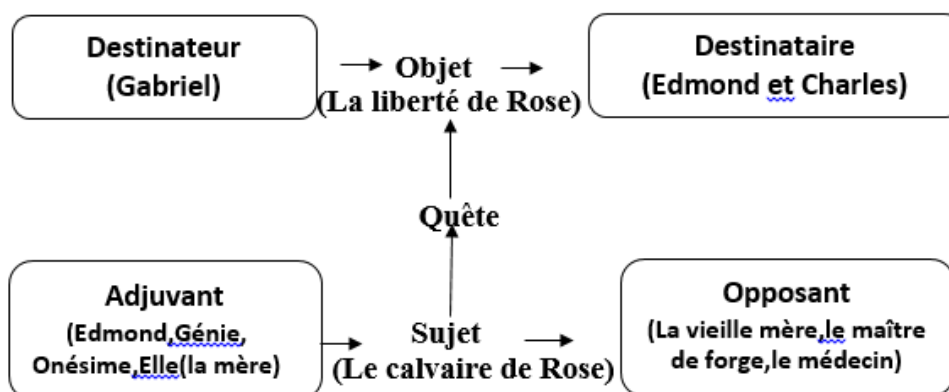 Destinateur
(Gabriel)
Objet
(La liberté de Rose)
Destinataire
(Edmond et Charles)
Quête
Adjuvant
(Edmond,Génie,
Onésime,Elle(la mère)
Sujet
(Le calvaire de Rose)
Opposant
(La vieille mère,le maître
de forge,le médecin)